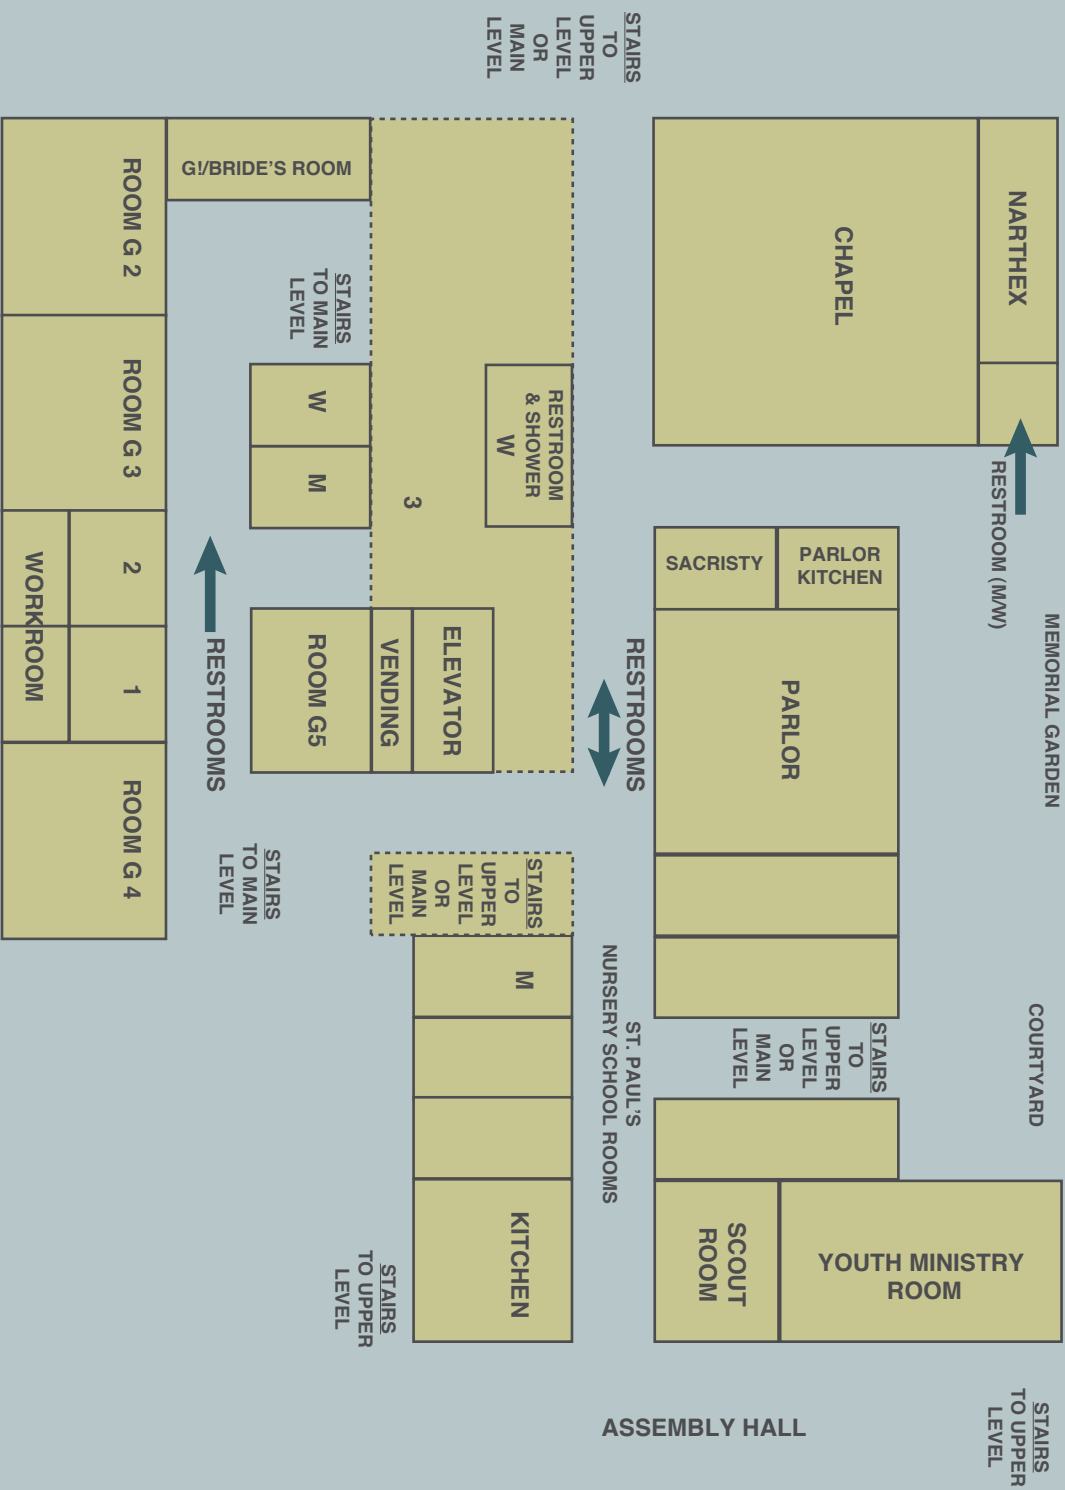 STAIRS
TO
UPPER
LEVEL
OR
MAIN
LEVEL
NARTHEX
CHAPEL
G!/BRIDE'S ROOM
ROOM G 2
STAIRS
TO MAIN
LEVEL
ROOM G 3
W
M
3
RESTROOM
& SHOWER
W
RESTROOM (M/W)
SACRISTY
PARLOR
KITCHEN
MEMORIAL GARDEN
2
1
WORKROOM
RESTROOMS
ROOM G5
VENDING
ELEVATOR
RESTROOMS
PARLOR
ROOM G 4
STAIRS
TO MAIN
LEVEL
STAIRS
TO
UPPER
LEVEL
OR
MAIN
LEVEL
M
ST. PAUL'S
NURSERY SCHOOL ROOMS
STAIRS
TO
UPPER
LEVEL
OR
MAIN
LEVEL
COURTYARD
KITCHEN
STAIRS
TO UPPER
LEVEL
SCOUT
ROOM
YOUTH MINISTRY
ROOM
ASSEMBLY HALL
STAIRS
TO UPPER
LEVEL